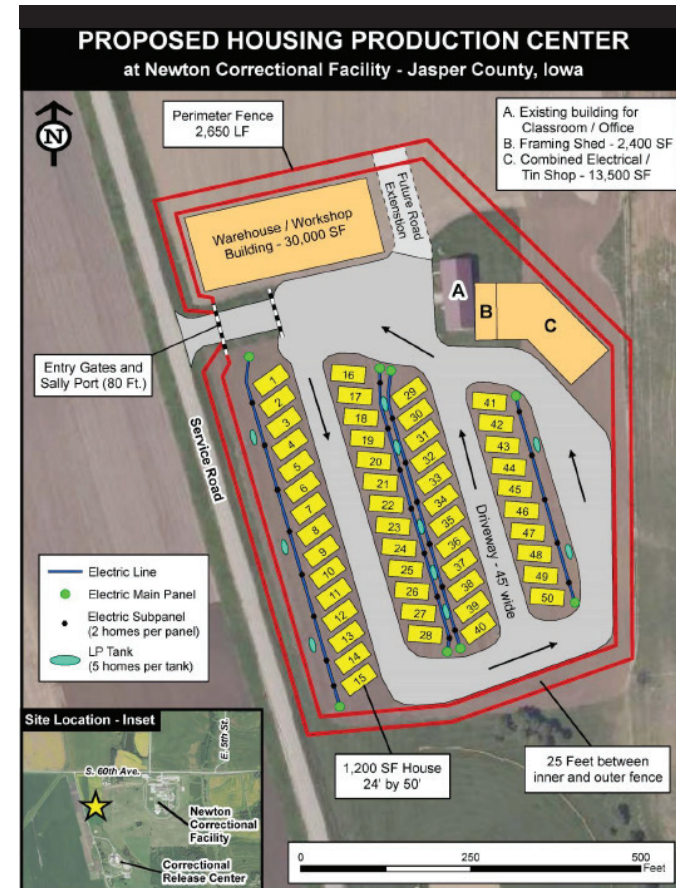 PROPOSED HOUSING PRODUCTION CENTER
at Newton Correctional Facility - Jasper County, Iowa
N
Perimeter Fence
2,650 LF
A. Existing building for
Classroom / Office
B. Framing Shed - 2,400 SF
C. Combined Electrical /
Tin Shop - 13,500 SF
Future Road
Extenstion
Warehouse / Workshop
Building - 30,000 SF
A
B
C
Entry Gates and
Sally Port (80 Ft.)
Service Road
1
2
3
4
5
6
7
8
9
10
11
12
13
14
15
16
17
18
19
20
21
22
23
24
25
26
27
28
29
30
31
32
33
34
35
36
37
38
39
40
Driveway - 45' wide
41
42
43
44
45
46
47
48
49
50
Electric Line
Electric Main Panel
Electric Subpanel
(2 homes per panel)
LP Tank
(5 homes per tank)
1,200 SF House
24' by 50'
25 Feet between
inner and outer fence
Site Location - Inset
E. 5th St.
S. 60th Ave.
Newton
Correctional
Facility
Correctional
Release Center
0 250 500
Feet